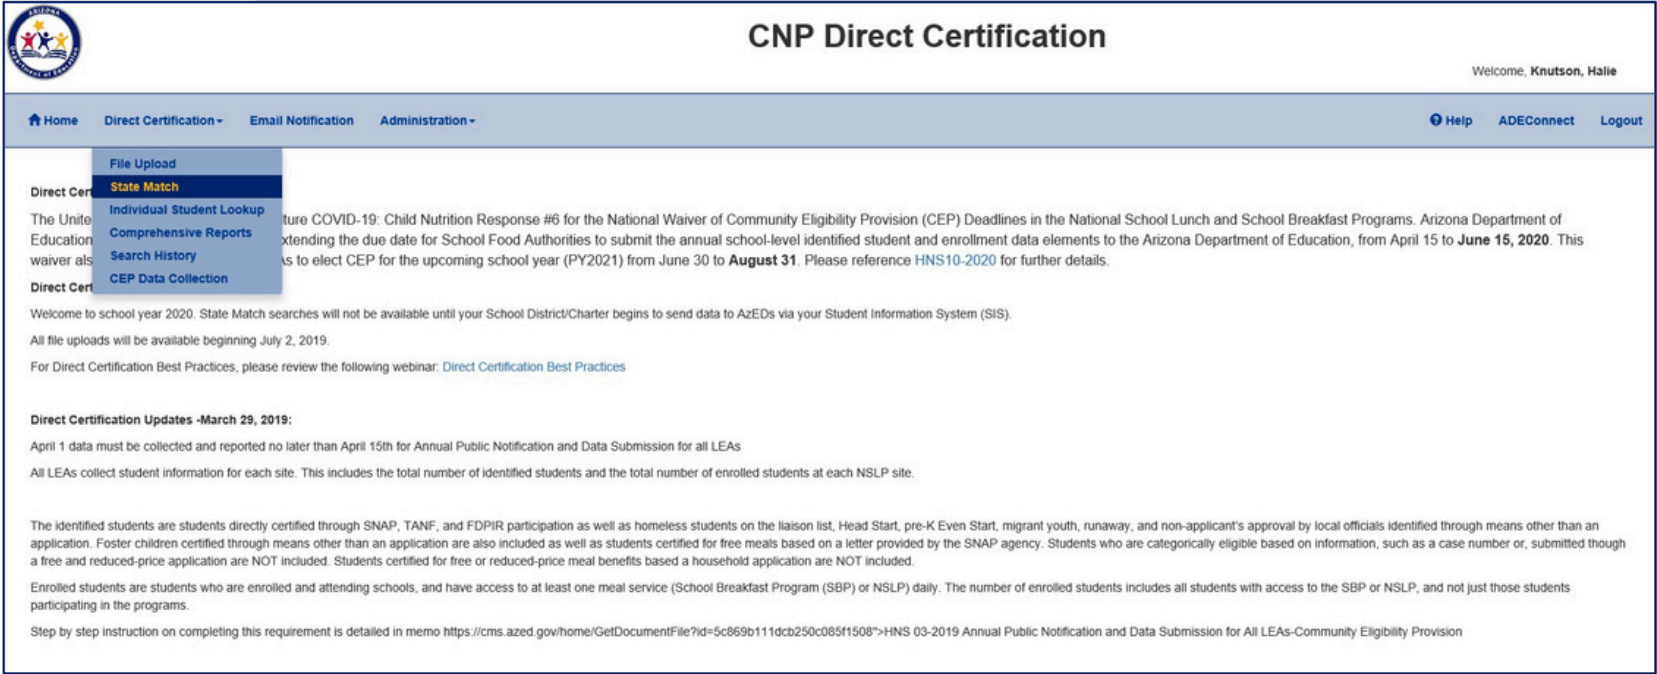 ARIZONA
Department of Education
CNP Direct Certification
Welcome, Knutson, Halie
Home Direct Certification Email Notification Administration Help ADEConnect Logout
File Upload
State Match
Individual Student Lookup
Comprehensive Reports
Search History
CEP Data Collection
Direct Cer
The Unite ture COVID-19: Child Nutrition Response #6 for the National Waiver of Community Eligibility Provision (CEP) Deadlines in the National School Lunch and School Breakfast Programs. Arizona Department of
Education xtending the due date for School Food Authorities to submit the annual school-level identified student and enrollment data elements to the Arizona Department of Education, from April 15 to June 15, 2020. This
waiver als As to elect CEP for the upcoming school year (PY2021) from June 30 to August 31. Please reference HNS10-2020 for further details.
Direct Cert
Welcome to school year 2020. State Match searches will not be available until your School District/Charter begins to send data to AzEDs via your Student Information System (SIS).
All file uploads will be available beginning July 2, 2019.
For Direct Certification Best Practices, please review the following webinar: Direct Certification Best Practices
Direct Certification Updates -March 29, 2019:
April 1 data must be collected and reported no later than April 15th for Annual Public Notification and Data Submission for all LEAs
All LEAs collect student information for each site. This includes the total number of identified students and the total number of enrolled students at each NSLP site.
The identified students are students directly certified through SNAP, TANF, and FDPIR participation as well as homeless students on the liaison list, Head Start, pre-K Even Start, migrant youth, runaway, and non-applicant's approval by local officials identified through means other than an
application. Foster children certified through means other than an application are also included as well as students certified for free meals based on a letter provided by the SNAP agency. Students who are categorically eligible based on information, such as a case number or, submitted though
a free and reduced-price application are NOT included. Students certified for free or reduced-price meal benefits based a household application are NOT included.
Enrolled students are students who are enrolled and attending schools, and have access to at least one meal service (School Breakfast Program (SBP) or NSLP) daily. The number of enrolled students includes all students with access to the SBP or NSLP, and not just those students
participating in the programs.
Step by step instruction on completing this requirement is detailed in memo https://cms.azed.gov/home/GetDocumentFile?id=5c869b111dcb250c085f1508">HNS 03-2019 Annual Public Notification and Data Submission for All LEAs-Community Eligibility Provision